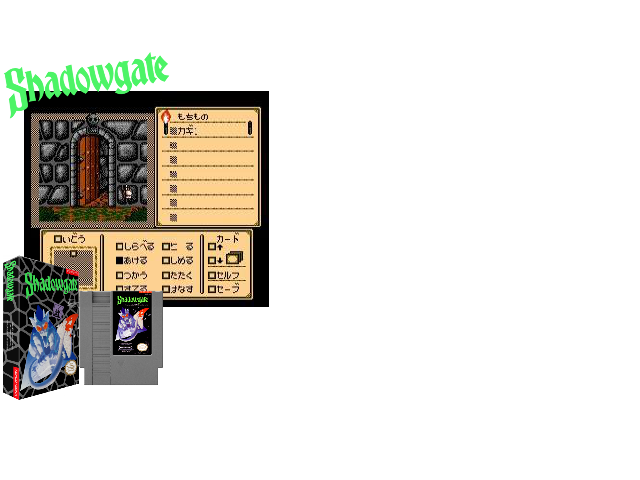 Shadowgate
もちもの
カギ.
いどう
しらべる
とる
カード
あける
しめる
つかう
たたく
セルフ
すてる
はなす
セーブ
Shadowgate
Shadowgate
Shadowgate